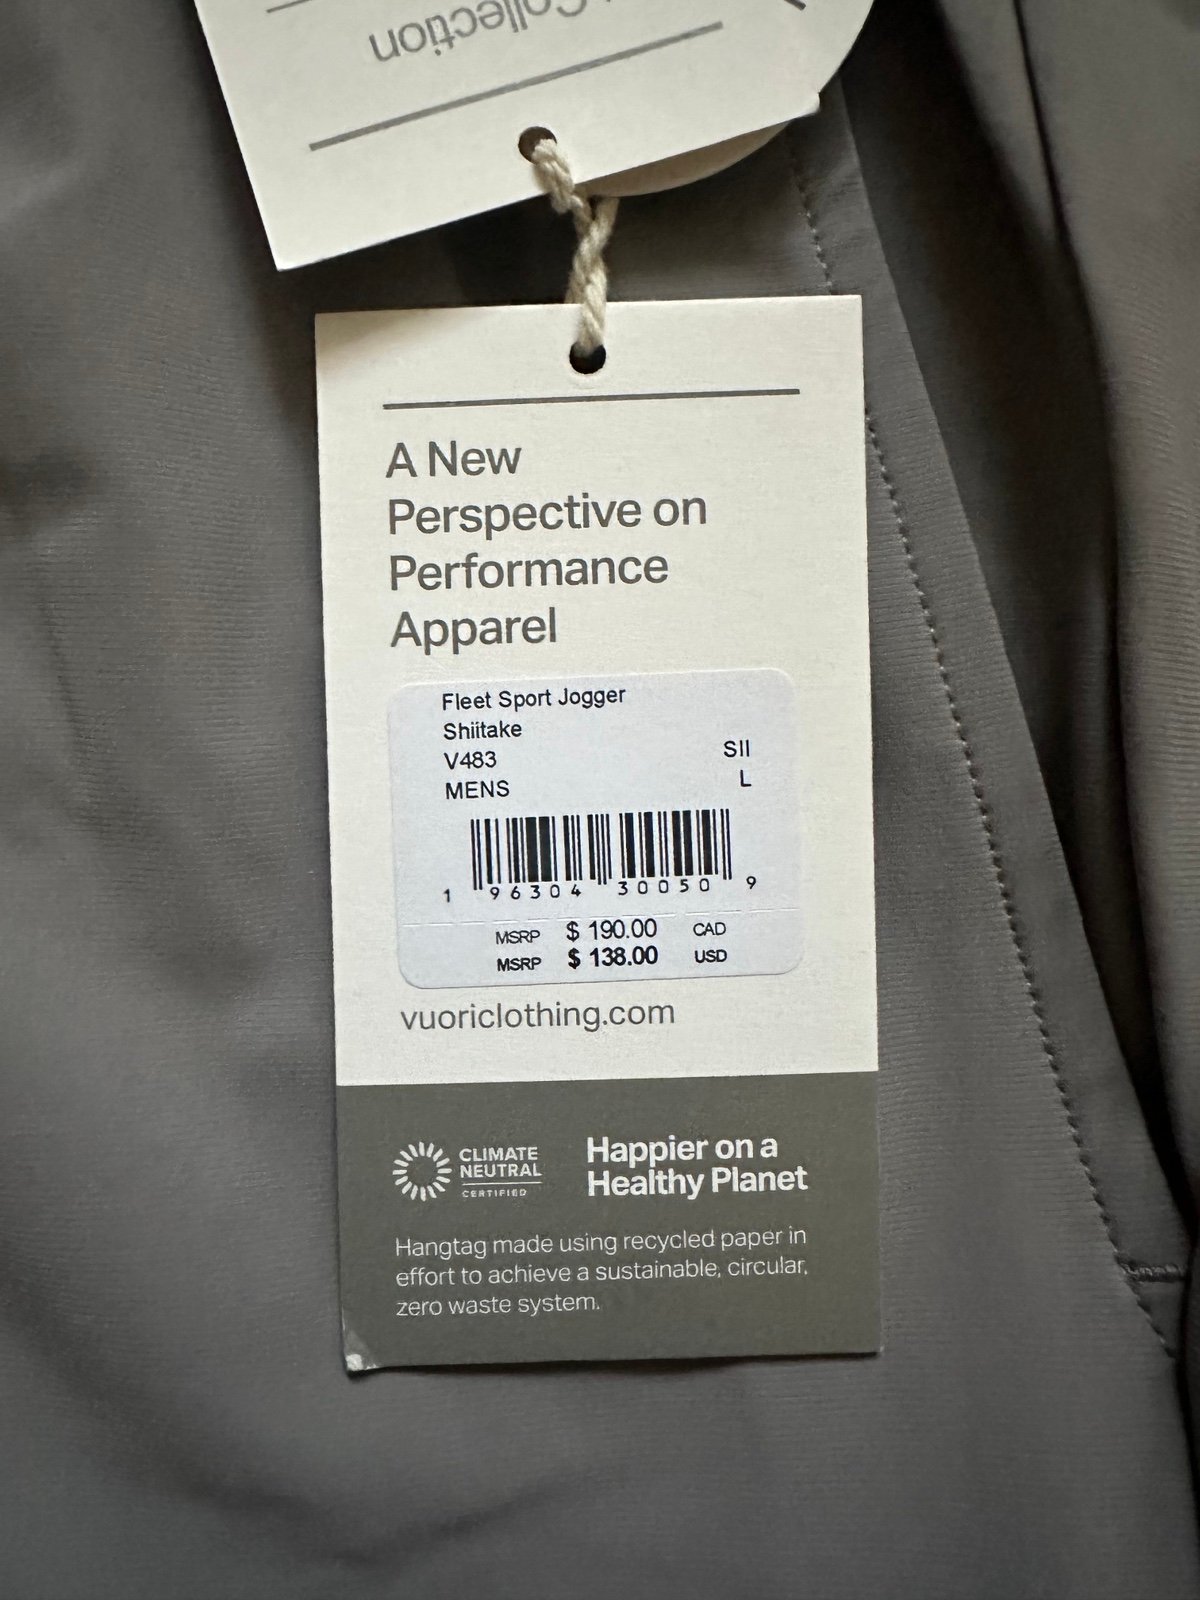 Collection
A New
Perspective on
Performance
Apparel
Fleet Sport Jogger
Shiitake
V483 SII
MENS L
1 96304 30050 9
MSRP $ 190.00 CAD
MSRP $ 138.00 USD
vuoriclothing.com
CLIMATE
NEUTRAL
CERTIFIED
Happier on a
Healthy Planet
Hangtag made using recycled paper in
effort to achieve a sustainable, circular,
zero waste system.